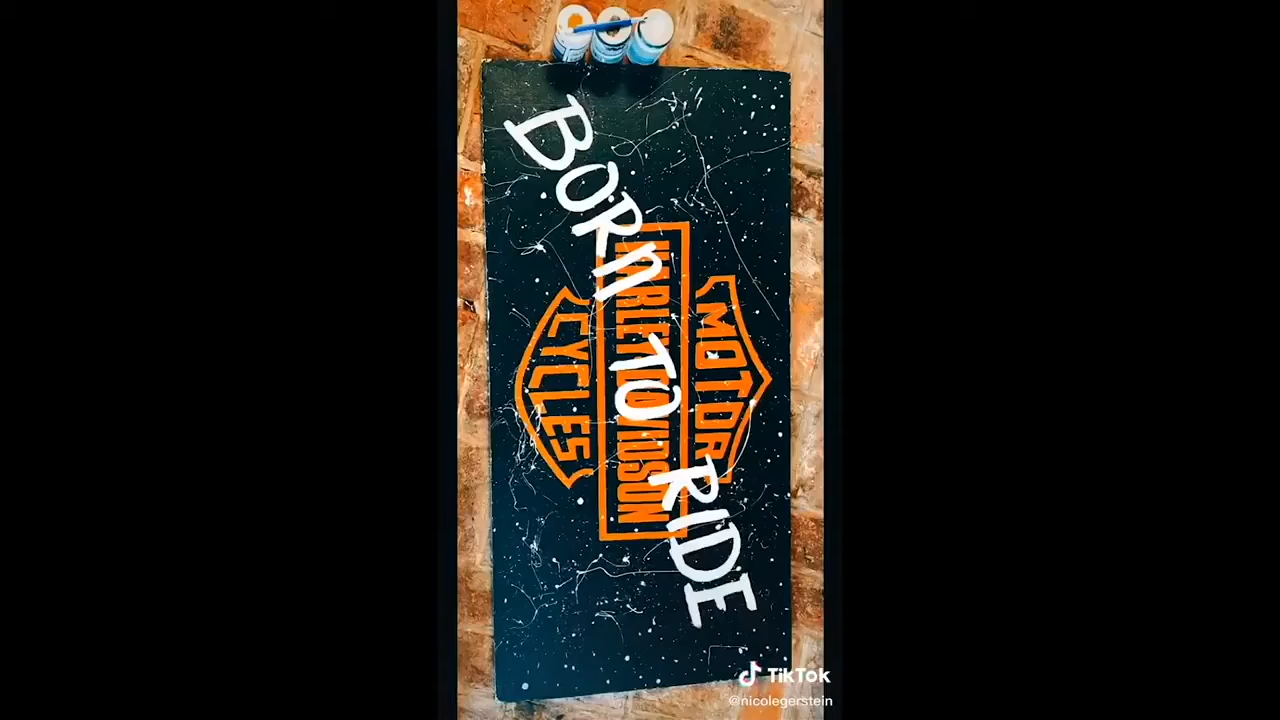 BORN TO RIDE
MOTOR
HARLEY DAVIDSON
CYCLES
TikTok
@nicolegerstein